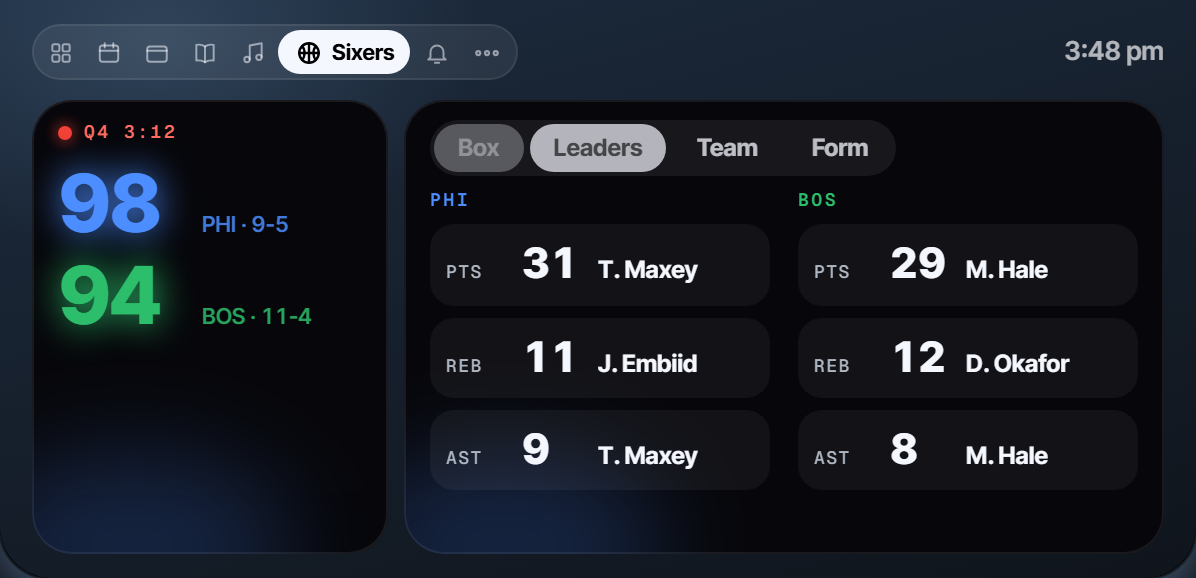 Sixers
3:48 pm
Q4 3:12
98 PHI · 9-5
94 BOS · 11-4
Box Leaders Team Form
PHI
PTS 31 T. Maxey
REB 11 J. Embiid
AST 9 T. Maxey
BOS
PTS 29 M. Hale
REB 12 D. Okafor
AST 8 M. Hale